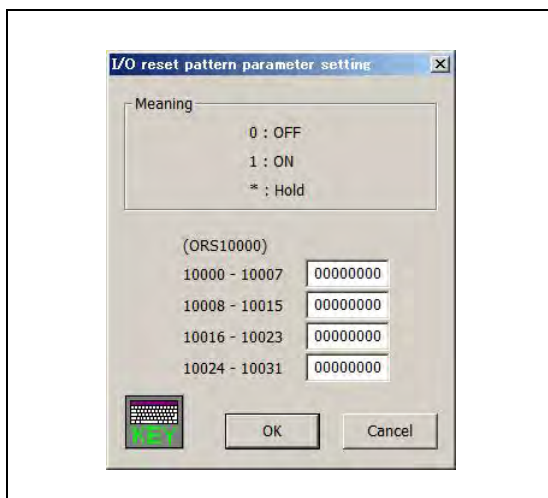 I/O reset pattern parameter setting
Meaning
0 : OFF
1 : ON
* : Hold
(ORS10000)
10000 - 10007 00000000
10008 - 10015 00000000
10016 - 10023 00000000
10024 - 10031 00000000
KEY
OK
Cancel